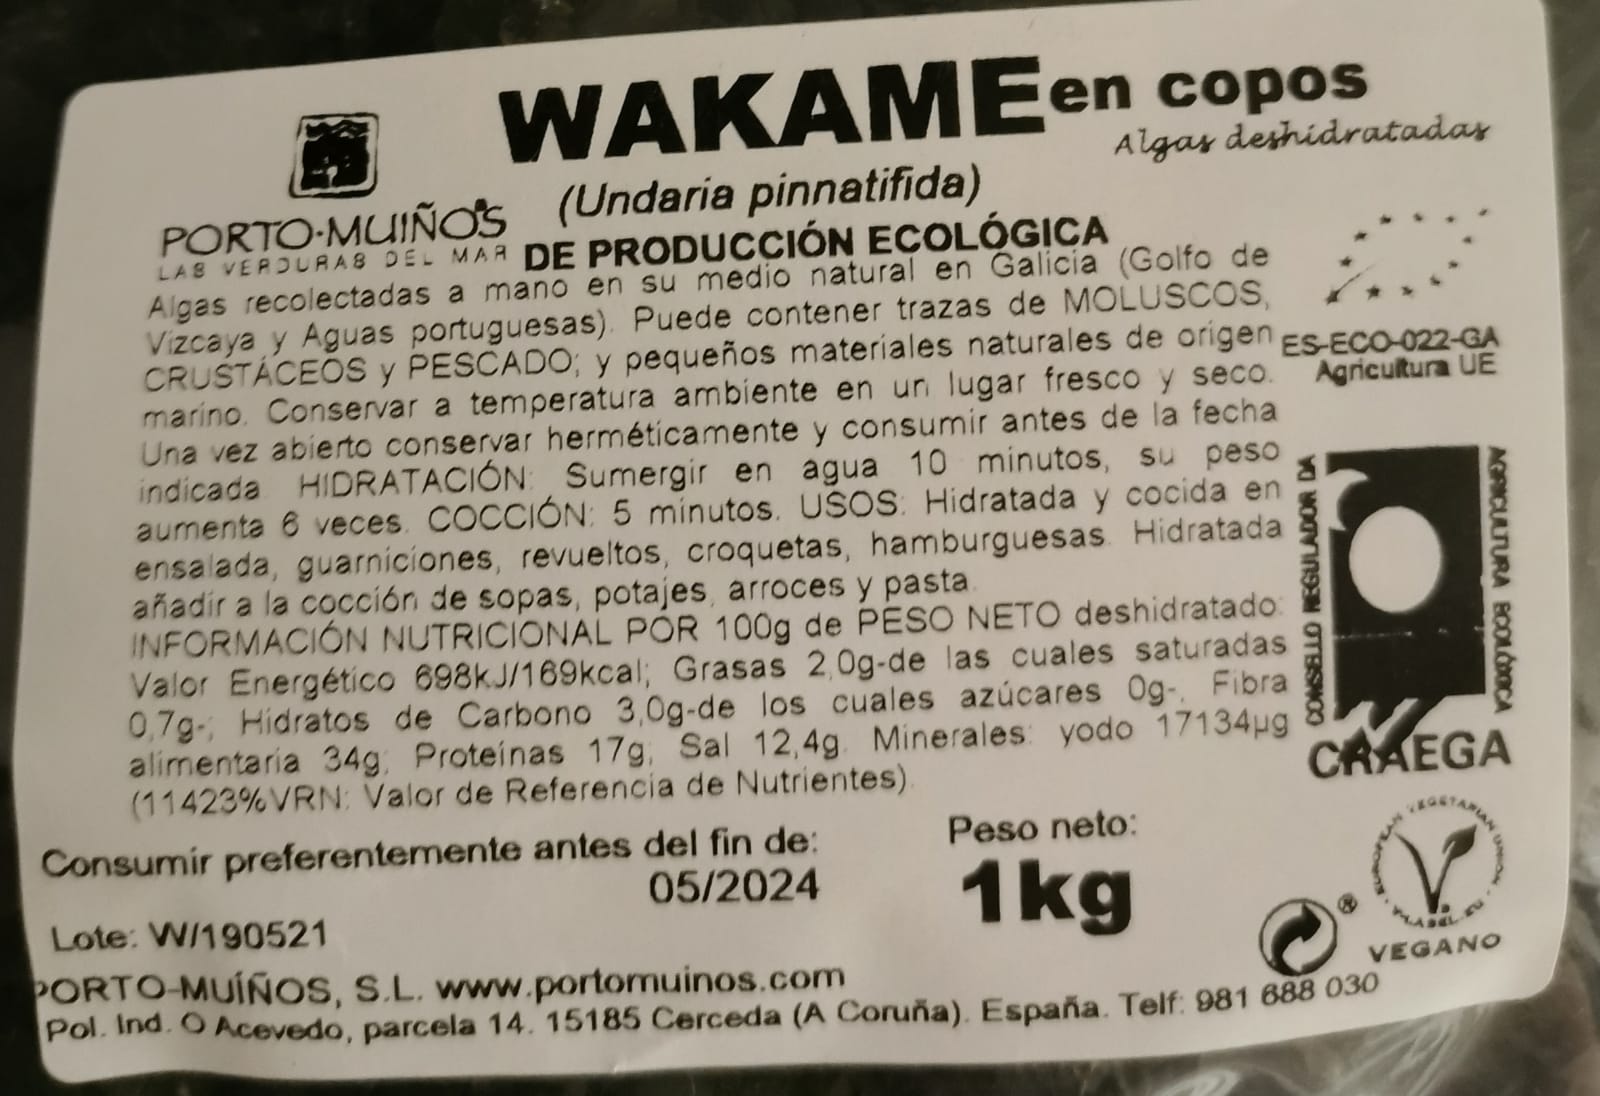 WAKAME en copos
Algas deshidratadas
(Undaria pinnatifida)
PORTO·MUIÑOS
LAS VERDURAS DEL MAR
DE PRODUCCIÓN ECOLÓGICA
Algas recolectadas a mano en su medio natural en Galicia (Golfo de
Vizcaya y Aguas portuguesas). Puede contener trazas de MOLUSCOS,
CRUSTÁCEOS y PESCADO; y pequeños materiales naturales de origen
marino. Conservar a temperatura ambiente en un lugar fresco y seco.
Una vez abierto conservar herméticamente y consumir antes de la fecha
indicada. HIDRATACIÓN: Sumergir en agua 10 minutos, su peso
aumenta 6 veces. COCCIÓN: 5 minutos. USOS: Hidratada y cocida en
ensalada, guarniciones, revueltos, croquetas, hamburguesas. Hidratada
añadir a la cocción de sopas, potajes, arroces y pasta.
INFORMACIÓN NUTRICIONAL POR 100g de PESO NETO deshidratado:
Valor Energético 698kJ/169kcal; Grasas 2,0g-de las cuales saturadas
0,7g-; Hidratos de Carbono 3,0g-de los cuales azúcares 0g-, Fibra
alimentaria 34g; Proteínas 17g; Sal 12,4g. Minerales: yodo 17134µg
(11423%VRN: Valor de Referencia de Nutrientes).
ES-ECO-022-GA
Agricultura UE
CONSELLO REGULADOR DA
AGRICULTURA ECOLÓXICA
CRAEGA
Consumir preferentemente antes del fin de:
05/2024
Peso neto:
1kg
Lote: W/190521
EUROPEAN VEGETARIAN UNION
V-LABEL.EU
®
VEGANO
PORTO-MUIÑOS, S.L. www.portomuinos.com
Pol. Ind. O Acevedo, parcela 14. 15185 Cerceda (A Coruña). España. Telf: 981 688 030